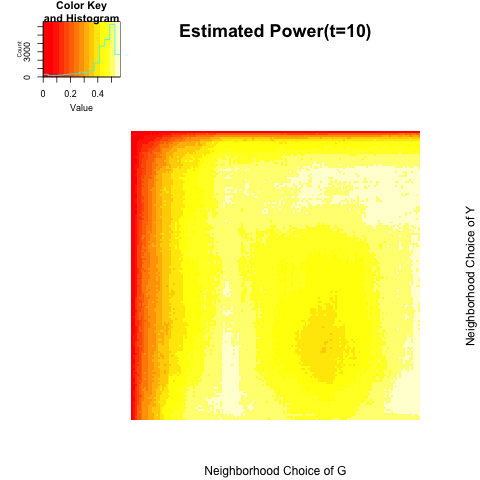 Color Key
and Histogram
Estimated Power(t=10)
Count
0 3000
0 0.2 0.4
Value
Neighborhood Choice of Y
Neighborhood Choice of G